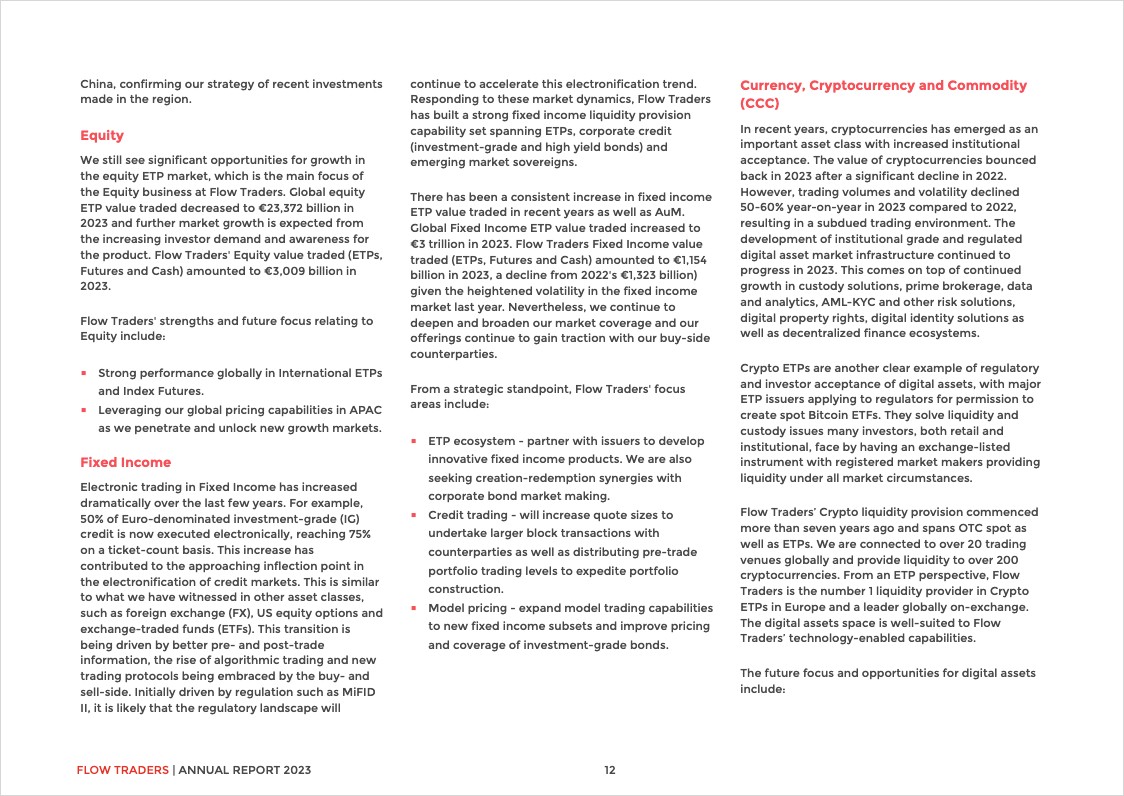 China, confirming our strategy of recent investments
made in the region.
Equity
We still see significant opportunities for growth in
the equity ETP market, which is the main focus of
the Equity business at Flow Traders. Global equity
ETP value traded decreased to €23,372 billion in
2023 and further market growth is expected from
the increasing investor demand and awareness for
the product. Flow Traders' Equity value traded (ETPs,
Futures and Cash) amounted to €3,009 billion in
2023.
Flow Traders' strengths and future focus relating to
Equity include:
▪ Strong performance globally in International ETPs
and Index Futures.
▪ Leveraging our global pricing capabilities in APAC
as we penetrate and unlock new growth markets.
Fixed Income
Electronic trading in Fixed Income has increased
dramatically over the last few years. For example,
50% of Euro-denominated investment-grade (IG)
credit is now executed electronically, reaching 75%
on a ticket-count basis. This increase has
contributed to the approaching inflection point in
the electronification of credit markets. This is similar
to what we have witnessed in other asset classes,
such as foreign exchange (FX), US equity options and
exchange-traded funds (ETFs). This transition is
being driven by better pre- and post-trade
information, the rise of algorithmic trading and new
trading protocols being embraced by the buy- and
sell-side. Initially driven by regulation such as MiFID
II, it is likely that the regulatory landscape will
continue to accelerate this electronification trend.
Responding to these market dynamics, Flow Traders
has built a strong fixed income liquidity provision
capability set spanning ETPs, corporate credit
(investment-grade and high yield bonds) and
emerging market sovereigns.
There has been a consistent increase in fixed income
ETP value traded in recent years as well as AuM.
Global Fixed Income ETP value traded increased to
€3 trillion in 2023. Flow Traders Fixed Income value
traded (ETPs, Futures and Cash) amounted to €1,154
billion in 2023, a decline from 2022's €1,323 billion)
given the heightened volatility in the fixed income
market last year. Nevertheless, we continue to
deepen and broaden our market coverage and our
offerings continue to gain traction with our buy-side
counterparties.
From a strategic standpoint, Flow Traders' focus
areas include:
▪ ETP ecosystem - partner with issuers to develop
innovative fixed income products. We are also
seeking creation-redemption synergies with
corporate bond market making.
▪ Credit trading - will increase quote sizes to
undertake larger block transactions with
counterparties as well as distributing pre-trade
portfolio trading levels to expedite portfolio
construction.
▪ Model pricing - expand model trading capabilities
to new fixed income subsets and improve pricing
and coverage of investment-grade bonds.
Currency, Cryptocurrency and Commodity
(CCC)
In recent years, cryptocurrencies has emerged as an
important asset class with increased institutional
acceptance. The value of cryptocurrencies bounced
back in 2023 after a significant decline in 2022.
However, trading volumes and volatility declined
50-60% year-on-year in 2023 compared to 2022,
resulting in a subdued trading environment. The
development of institutional grade and regulated
digital asset market infrastructure continued to
progress in 2023. This comes on top of continued
growth in custody solutions, prime brokerage, data
and analytics, AML-KYC and other risk solutions,
digital property rights, digital identity solutions as
well as decentralized finance ecosystems.
Crypto ETPs are another clear example of regulatory
and investor acceptance of digital assets, with major
ETP issuers applying to regulators for permission to
create spot Bitcoin ETFs. They solve liquidity and
custody issues many investors, both retail and
institutional, face by having an exchange-listed
instrument with registered market makers providing
liquidity under all market circumstances.
Flow Traders’ Crypto liquidity provision commenced
more than seven years ago and spans OTC spot as
well as ETPs. We are connected to over 20 trading
venues globally and provide liquidity to over 200
cryptocurrencies. From an ETP perspective, Flow
Traders is the number 1 liquidity provider in Crypto
ETPs in Europe and a leader globally on-exchange.
The digital assets space is well-suited to Flow
Traders’ technology-enabled capabilities.
The future focus and opportunities for digital assets
include:
FLOW TRADERS | ANNUAL REPORT 2023
12